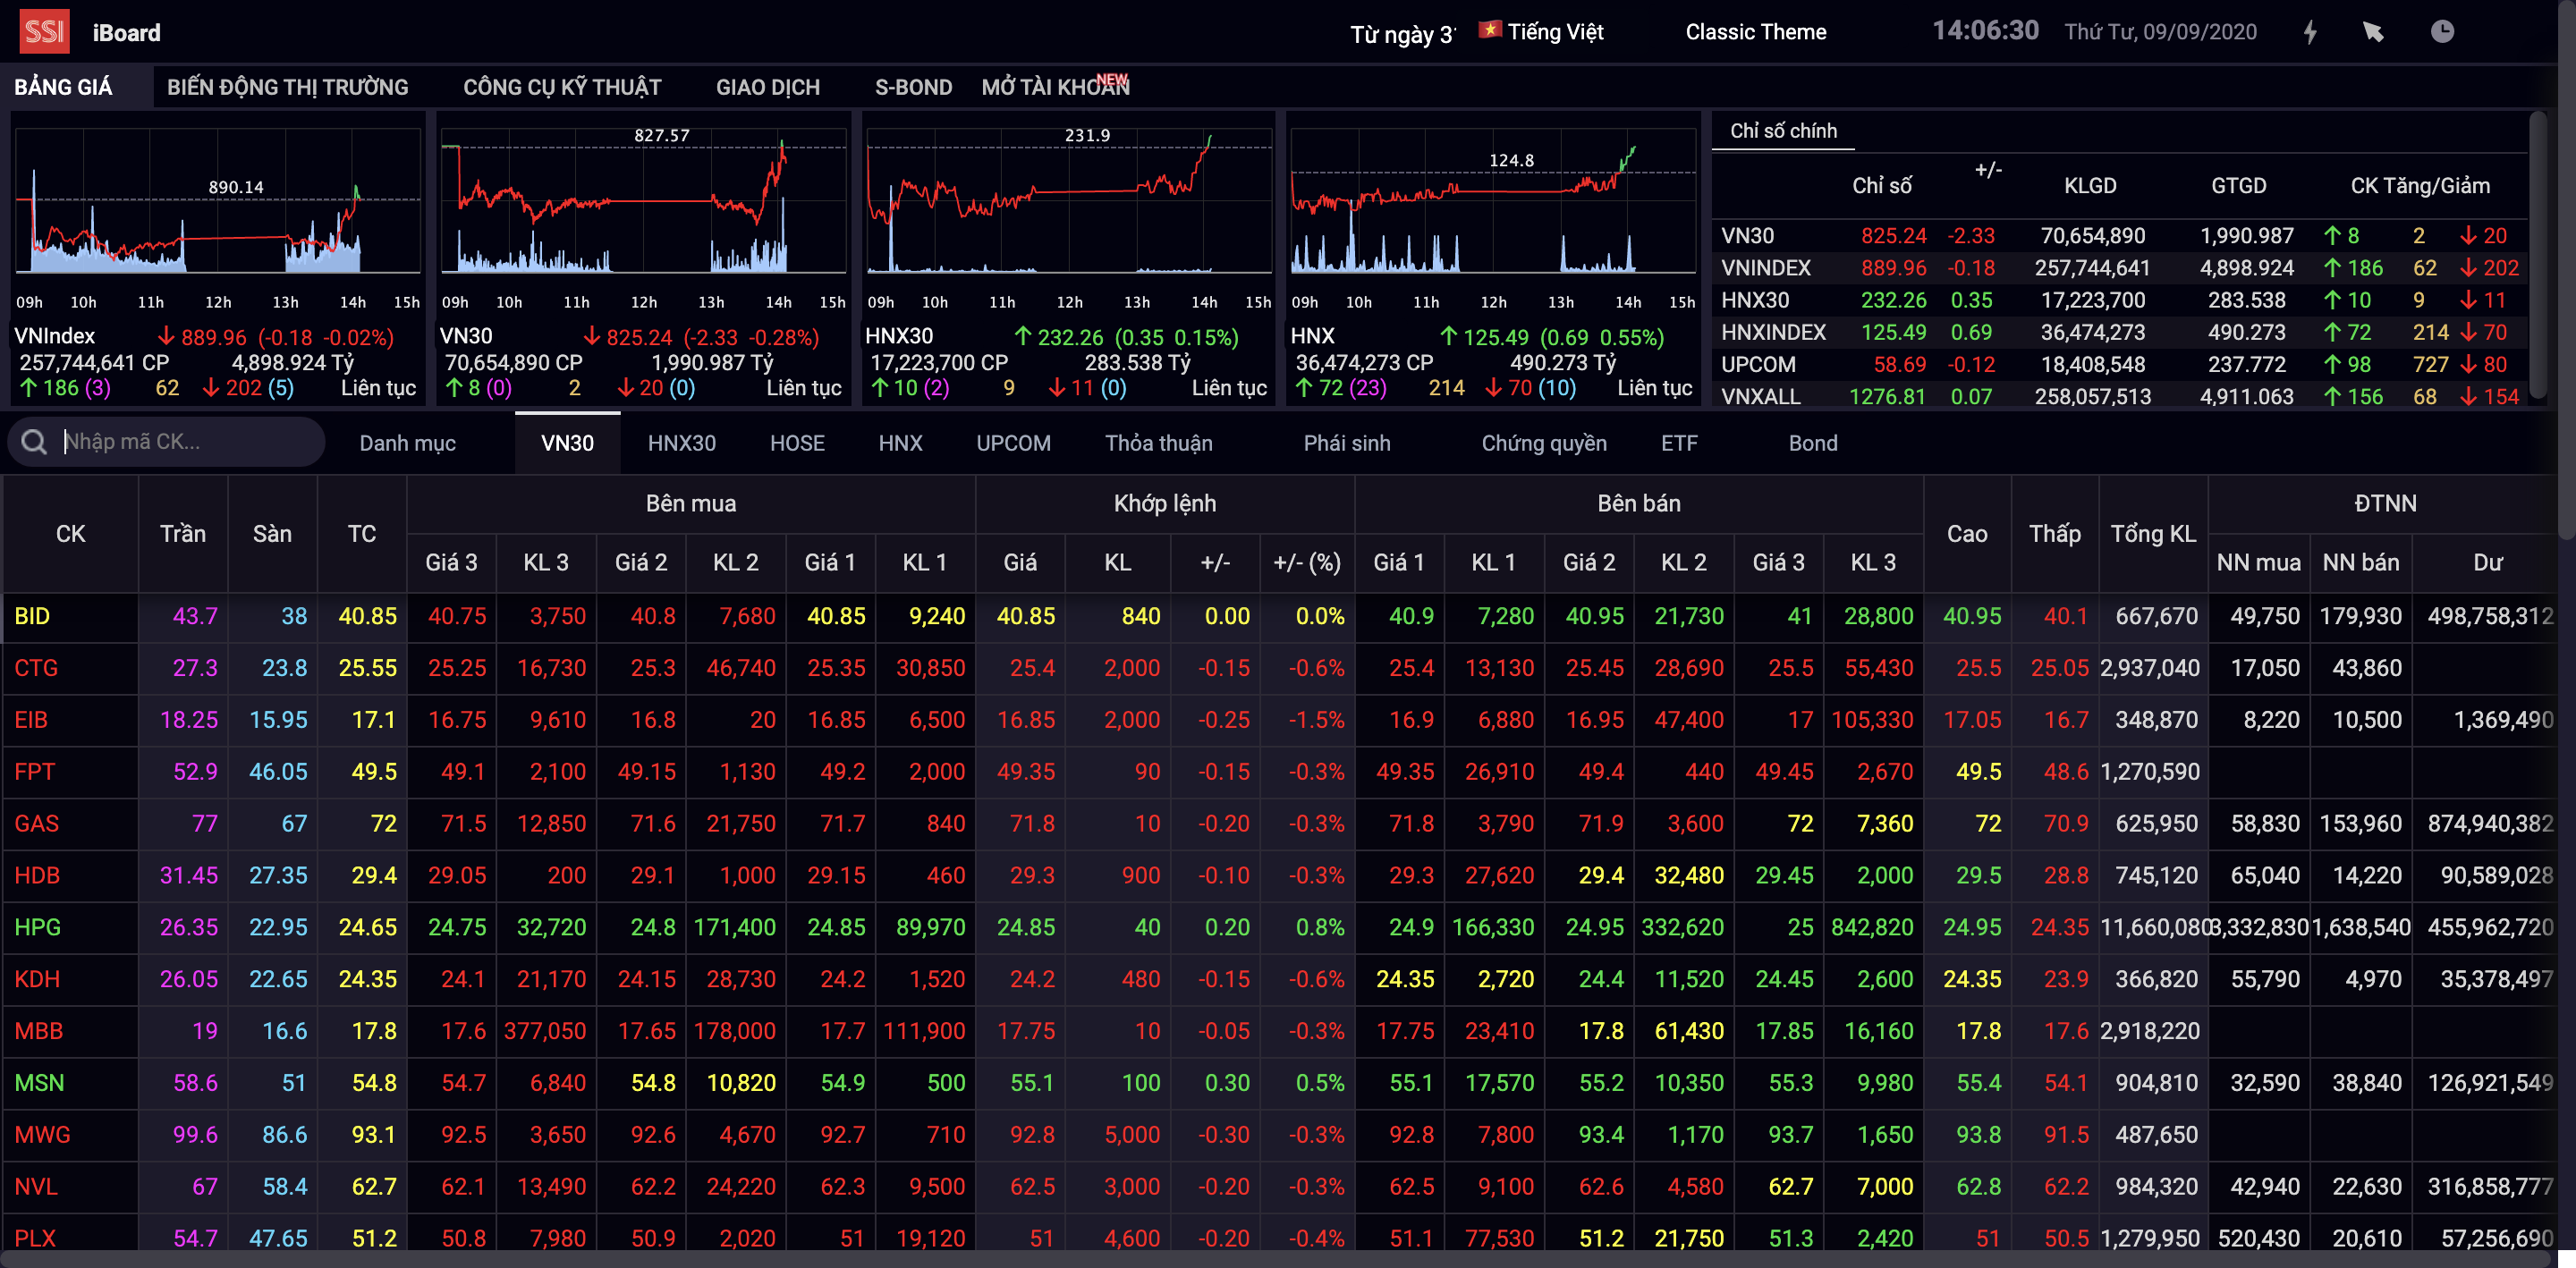 SSI iBoard Từ ngày 3 Tiếng Việt Classic Theme 14:06:30 Thứ Tư, 09/09/2020
BẢNG GIÁ BIẾN ĐỘNG THỊ TRƯỜNG CÔNG CỤ KỸ THUẬT GIAO DỊCH S-BOND MỞ TÀI KHOẢN NEW
890.14
09h 10h 11h 12h 13h 14h 15h
VNIndex 889.96 (-0.18 -0.02%)
257,744,641 CP 4,898.924 Tỷ
186 (3) 62 202 (5) Liên tục
827.57
09h 10h 11h 12h 13h 14h 15h
VN30 825.24 (-2.33 -0.28%)
70,654,890 CP 1,990.987 Tỷ
8 (0) 2 20 (0) Liên tục
231.9
09h 10h 11h 12h 13h 14h 15h
HNX30 232.26 (0.35 0.15%)
17,223,700 CP 283.538 Tỷ
10 (2) 9 11 (0) Liên tục
124.8
09h 10h 11h 12h 13h 14h 15h
HNX 125.49 (0.69 0.55%)
36,474,273 CP 490.273 Tỷ
72 (23) 214 70 (10) Liên tục
Chỉ số chính
Chỉ số +/- KLGD GTGD CK Tăng/Giảm
VN30 825.24 -2.33 70,654,890 1,990.987 8 2 20
VNINDEX 889.96 -0.18 257,744,641 4,898.924 186 62 202
HNX30 232.26 0.35 17,223,700 283.538 10 9 11
HNXINDEX 125.49 0.69 36,474,273 490.273 72 214 70
UPCOM 58.69 -0.12 18,408,548 237.772 98 727 80
VNXALL 1276.81 0.07 258,057,513 4,911.063 156 68 154
Nhập mã CK... Danh mục VN30 HNX30 HOSE HNX UPCOM Thỏa thuận Phái sinh Chứng quyền ETF Bond
CK Trần Sàn TC Bên mua Khớp lệnh Bên bán Cao Thấp Tổng KL ĐTNN
Giá 3 KL 3 Giá 2 KL 2 Giá 1 KL 1 Giá KL +/- +/- (%) Giá 1 KL 1 Giá 2 KL 2 Giá 3 KL 3 NN mua NN bán Dư
BID 43.7 38 40.85 40.75 3,750 40.8 7,680 40.85 9,240 40.85 840 0.00 0.0% 40.9 7,280 40.95 21,730 41 28,800 40.95 40.1 667,670 49,750 179,930 498,758,312
CTG 27.3 23.8 25.55 25.25 16,730 25.3 46,740 25.35 30,850 25.4 2,000 -0.15 -0.6% 25.4 13,130 25.45 28,690 25.5 55,430 25.5 25.05 2,937,040 17,050 43,860
EIB 18.25 15.95 17.1 16.75 9,610 16.8 20 16.85 6,500 16.85 2,000 -0.25 -1.5% 16.9 6,880 16.95 47,400 17 105,330 17.05 16.7 348,870 8,220 10,500 1,369,490
FPT 52.9 46.05 49.5 49.1 2,100 49.15 1,130 49.2 2,000 49.35 90 -0.15 -0.3% 49.35 26,910 49.4 440 49.45 2,670 49.5 48.6 1,270,590
GAS 77 67 72 71.5 12,850 71.6 21,750 71.7 840 71.8 10 -0.20 -0.3% 71.8 3,790 71.9 3,600 72 7,360 72 70.9 625,950 58,830 153,960 874,940,382
HDB 31.45 27.35 29.4 29.05 200 29.1 1,000 29.15 460 29.3 900 -0.10 -0.3% 29.3 27,620 29.4 32,480 29.45 2,000 29.5 28.8 745,120 65,040 14,220 90,589,028
HPG 26.35 22.95 24.65 24.75 32,720 24.8 171,400 24.85 89,970 24.85 40 0.20 0.8% 24.9 166,330 24.95 332,620 25 842,820 24.95 24.35 11,660,080 3,332,830 1,638,540 455,962,720
KDH 26.05 22.65 24.35 24.1 21,170 24.15 28,730 24.2 1,520 24.2 480 -0.15 -0.6% 24.35 2,720 24.4 11,520 24.45 2,600 24.35 23.9 366,820 55,790 4,970 35,378,497
MBB 19 16.6 17.8 17.6 377,050 17.65 178,000 17.7 111,900 17.75 10 -0.05 -0.3% 17.75 23,410 17.8 61,430 17.85 16,160 17.8 17.6 2,918,220
MSN 58.6 51 54.8 54.7 6,840 54.8 10,820 54.9 500 55.1 100 0.30 0.5% 55.1 17,570 55.2 10,350 55.3 9,980 55.4 54.1 904,810 32,590 38,840 126,921,549
MWG 99.6 86.6 93.1 92.5 3,650 92.6 4,670 92.7 710 92.8 5,000 -0.30 -0.3% 92.8 7,800 93.4 1,170 93.7 1,650 93.8 91.5 487,650
NVL 67 58.4 62.7 62.1 13,490 62.2 24,220 62.3 9,500 62.5 3,000 -0.20 -0.3% 62.5 9,100 62.6 4,580 62.7 7,000 62.8 62.2 984,320 42,940 22,630 316,858,777
PLX 54.7 47.65 51.2 50.8 7,980 50.9 2,020 51 19,120 51 4,600 -0.20 -0.4% 51.1 77,530 51.2 21,750 51.3 2,420 51 50.5 1,279,950 520,430 20,610 57,256,690